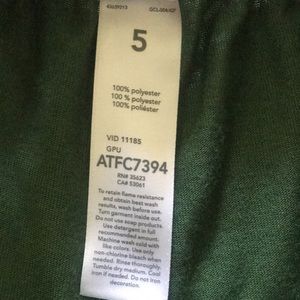 5
100% polyester
100 % polyester
100% poliéster
VID 11185
GPU
ATFC7394
RN# 35623
CA# 53061
To retain flame resistance
and obtain best wash
results, wash before use.
Turn garment inside out.
Do not use soap products.
Use detergent in full
recommended amount.
Machine wash cold with
like colors. Use only
non-chlorine bleach when
needed. Rinse thoroughly.
Tumble dry medium. Cool
iron if needed. Do not iron
decoration.